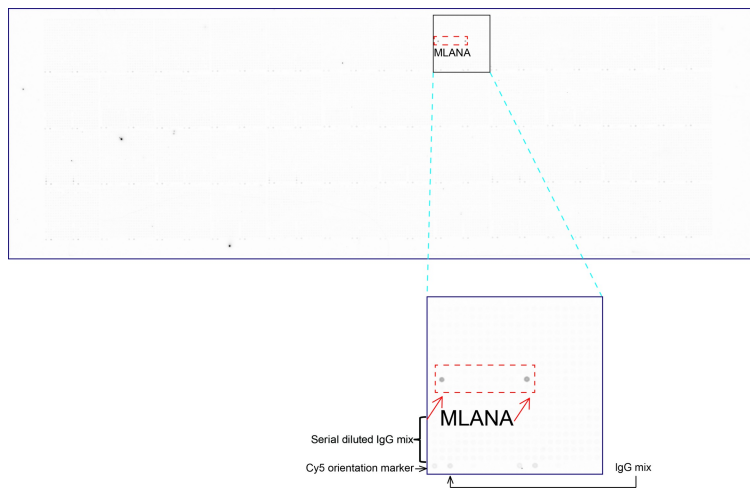 MLANA
MLANA
Serial diluted IgG mix
Cy5 orientation marker
IgG mix